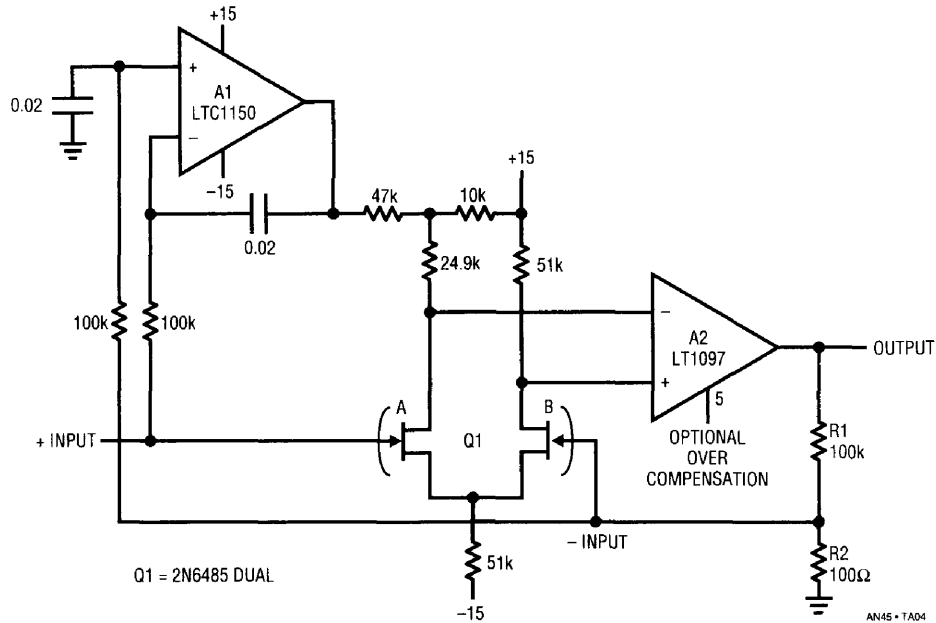 +15
+
A1
LTC1150
0.02
−
−15
+15
47k
10k
0.02
24.9k
51k
100k
100k
−
A2
LT1097
OUTPUT
+
5
A
B
+ INPUT
Q1
OPTIONAL
OVER
COMPENSATION
R1
100k
− INPUT
51k
R2
100Ω
Q1 = 2N6485 DUAL
−15
AN45 • TA04